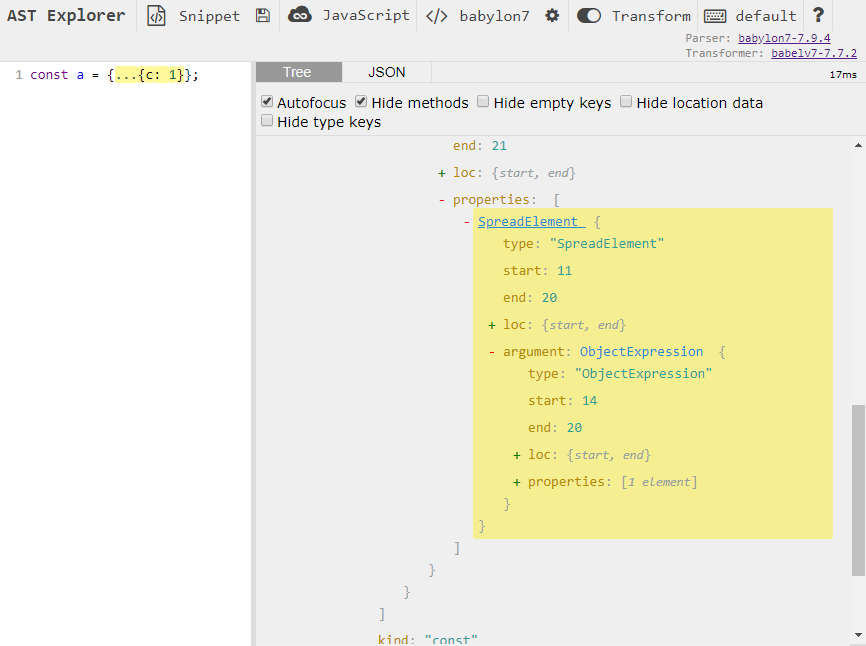 AST Explorer Snippet JavaScript </> babylon7 Transform default ?
Parser: babylon7-7.9.4
Transformer: babelv7-7.7.2
1 const a = {...{c: 1}};
Tree JSON 17ms
Autofocus Hide methods Hide empty keys Hide location data
Hide type keys
end: 21
+ loc: {start, end}
- properties: [
- SpreadElement {
type: "SpreadElement"
start: 11
end: 20
+ loc: {start, end}
- argument: ObjectExpression {
type: "ObjectExpression"
start: 14
end: 20
+ loc: {start, end}
+ properties: [1 element]
}
}
]
}
}
]
kind: "const"